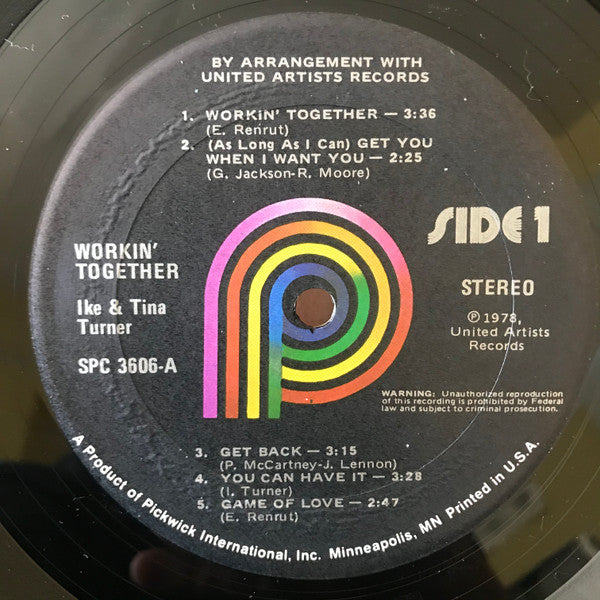 BY ARRANGEMENT WITH
UNITED ARTISTS RECORDS
1. WORKIN' TOGETHER — 3:36
(E. Renrut)
2. (As Long As I Can) GET YOU
WHEN I WANT YOU — 2:25
(G. Jackson-R. Moore)
SIDE 1
WORKIN'
TOGETHER
Ike & Tina
Turner
SPC 3606-A
STEREO
℗ 1978,
United Artists
Records
WARNING: Unauthorized reproduction
of this recording is prohibited by Federal
law and subject to criminal prosecution.
3. GET BACK — 3:15
(P. McCartney-J. Lennon)
4. YOU CAN HAVE IT — 3:28
(I. Turner)
5. GAME OF LOVE — 2:47
(E. Renrut)
A Product of Pickwick International, Inc. Minneapolis, MN Printed in U.S.A.